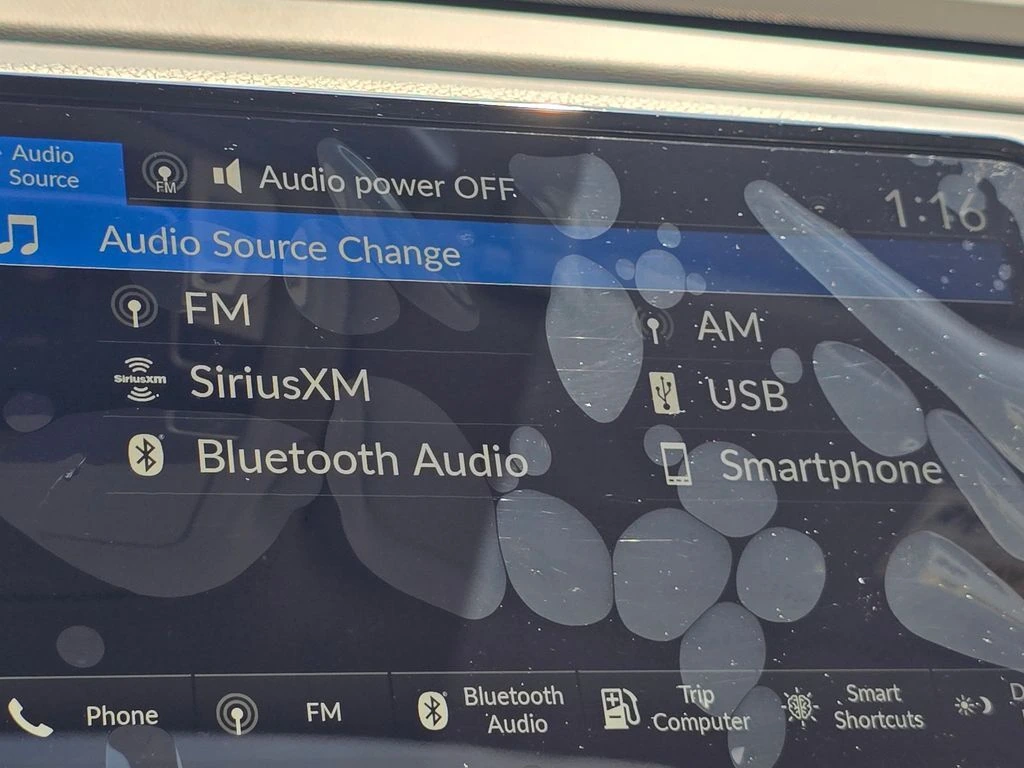 Audio
Source
FM
Audio power OFF
1:16
Audio Source Change
FM
AM
SiriusXM
SiriusXM
USB
Bluetooth Audio
Smartphone
Phone
FM
Bluetooth
Audio
Trip
Computer
Smart
Shortcuts
D